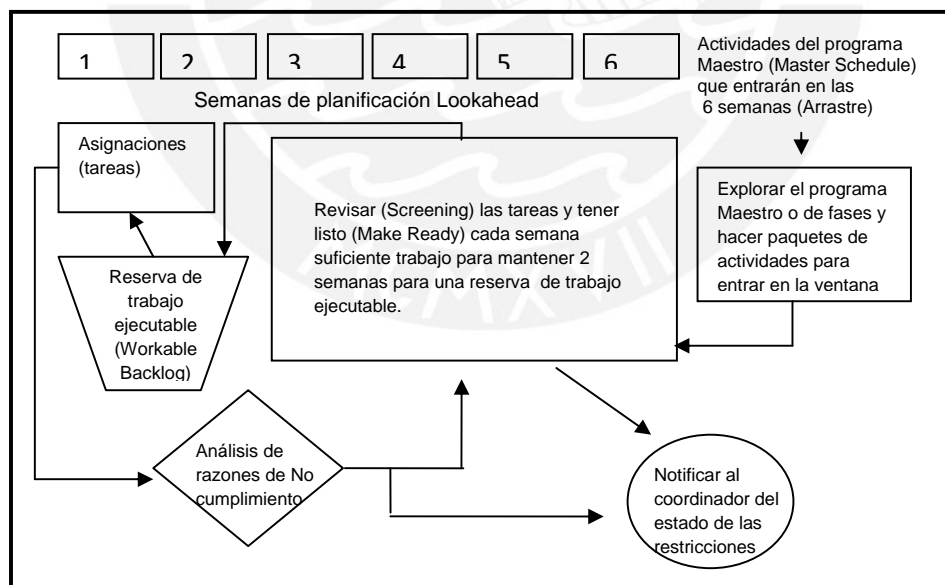 1 2 3 4 5 6
Semanas de planificación Lookahead
Actividades del programa
Maestro (Master Schedule)
que entrarán en las
6 semanas (Arrastre)
Asignaciones
(tareas)
Revisar (Screening) las tareas y tener
listo (Make Ready) cada semana
suficiente trabajo para mantener 2
semanas para una reserva de trabajo
ejecutable.
Explorar el programa
Maestro o de fases y
hacer paquetes de
actividades para
entrar en la ventana
Reserva de
trabajo
ejecutable
(Workable
Backlog)
Análisis de
razones de No
cumplimiento
Notificar al
coordinador del
estado de las
restricciones
MCMXVII